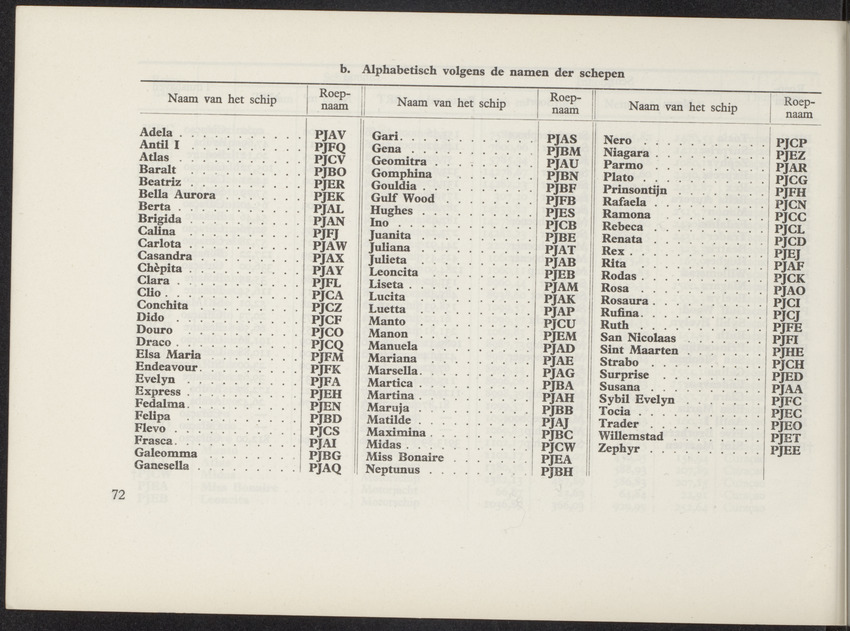 b. Alphabetisch volgens de namen der schepen
Naam van het schip
Roep-
naam
Adela . . . . . . . . . . PJAV
Antil I . . . . . . . . . . PJFQ
Atlas . . . . . . . . . . PJCV
Baralt . . . . . . . . . . PJBO
Beatriz . . . . . . . . . PJER
Bella Aurora . . . . . . . PJEK
Berta . . . . . . . . . . PJAL
Brigida . . . . . . . . . PJAN
Calina . . . . . . . . . . PJFJ
Carlota . . . . . . . . . PJAW
Casandra . . . . . . . . PJAX
Chèpita . . . . . . . . . PJAY
Clara . . . . . . . . . . PJFL
Clio . . . . . . . . . . . PJCA
Conchita . . . . . . . . . PJCZ
Dido . . . . . . . . . . PJCF
Douro . . . . . . . . . . PJCO
Draco . . . . . . . . . . PJCQ
Elsa Maria . . . . . . . . PJFM
Endeavour . . . . . . . . PJFK
Evelyn . . . . . . . . . . PJFA
Express . . . . . . . . . PJEH
Fedalma . . . . . . . . . PJEN
Felipa . . . . . . . . . . PJBD
Flevo . . . . . . . . . . PJCS
Frasca . . . . . . . . . . PJAI
Galeomma . . . . . . . . PJBG
Ganesella . . . . . . . . PJAQ
Naam van het schip
Roep-
naam
Gari . . . . . . . . . . . PJAS
Gena . . . . . . . . . . PJBM
Geomitra . . . . . . . . PJAU
Gomphina . . . . . . . . PJBN
Gouldia . . . . . . . . . PJBF
Gulf Wood . . . . . . . . PJFB
Hughes . . . . . . . . . PJES
Ino . . . . . . . . . . . PJCB
Juanita . . . . . . . . . PJBE
Juliana . . . . . . . . . PJAT
Julieta . . . . . . . . . PJAB
Leoncita . . . . . . . . . PJEB
Liseta . . . . . . . . . . PJAM
Lucita . . . . . . . . . . PJAK
Luetta . . . . . . . . . . PJAP
Manto . . . . . . . . . . PJCU
Manon . . . . . . . . . . PJEM
Manuela . . . . . . . . . PJAD
Mariana . . . . . . . . . PJAE
Marsella . . . . . . . . . PJAG
Martica . . . . . . . . . PJBA
Martina . . . . . . . . . PJAH
Maruja . . . . . . . . . . PJBB
Matilde . . . . . . . . . PJAJ
Maximina . . . . . . . . PJBC
Midas . . . . . . . . . . PJCW
Miss Bonaire . . . . . . . PJEA
Neptunus . . . . . . . . . PJBH
Naam van het schip
Roep-
naam
Nero . . . . . . . . . . PJCP
Niagara . . . . . . . . . PJEZ
Parmo . . . . . . . . . . PJAR
Plato . . . . . . . . . . PJCG
Prinsontijn . . . . . . . . PJFH
Rafaela . . . . . . . . . PJCN
Ramona . . . . . . . . . PJCC
Rebeca . . . . . . . . . PJCL
Renata . . . . . . . . . PJCD
Rex . . . . . . . . . . . PJEJ
Rita . . . . . . . . . . . PJAF
Rodas . . . . . . . . . . PJCK
Rosa . . . . . . . . . . PJAO
Rosaura . . . . . . . . . PJCI
Rufina . . . . . . . . . . PJCJ
Ruth . . . . . . . . . . PJFE
San Nicolaas . . . . . . . PJFI
Sint Maarten . . . . . . . PJHE
Strabo . . . . . . . . . . PJCH
Surprise . . . . . . . . . PJED
Susana . . . . . . . . . PJAA
Sybil Evelyn . . . . . . . PJFC
Tocia . . . . . . . . . . PJEC
Trader . . . . . . . . . PJEO
Willemstad . . . . . . . . PJET
Zephyr . . . . . . . . . PJEE
72